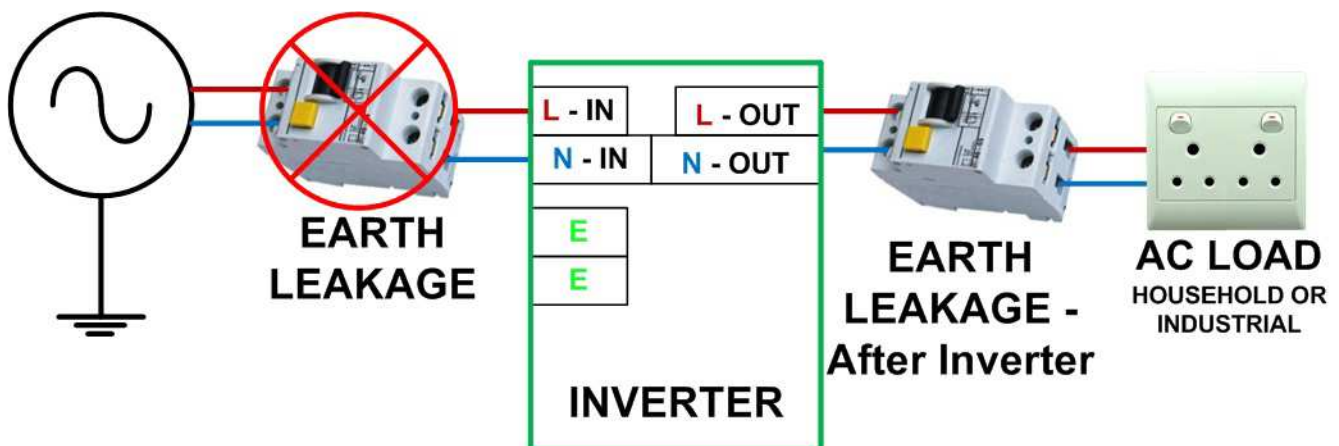 L - IN
L - OUT
N - IN
N - OUT
EARTH
LEAKAGE
E
E
INVERTER
EARTH
LEAKAGE -
After Inverter
AC LOAD
HOUSEHOLD OR
INDUSTRIAL